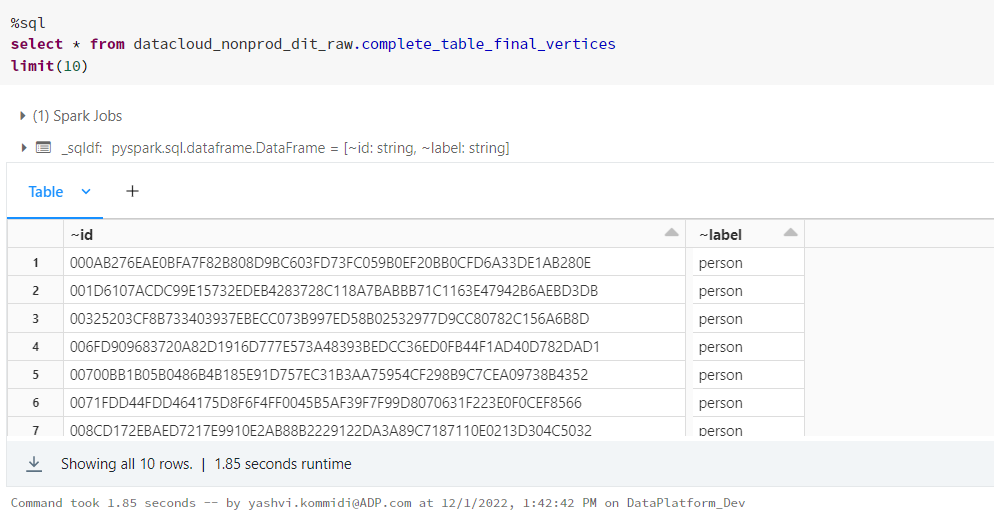 %sql
select * from datacloud_nonprod_dit_raw.complete_table_final_vertices
limit(10)
(1) Spark Jobs
_sqldf: pyspark.sql.dataframe.DataFrame = [~id: string, ~label: string]
Table +
~id ~label
1 000AB276EAE0BFA7F82B808D9BC603FD73FC059B0EF20BB0CFD6A33DE1AB280E person
2 001D6107ACDC99E15732EDEB4283728C118A7BABBB71C1163E47942B6AEBD3DB person
3 00325203CF8B733403937EBECC073B997ED58B02532977D9CC80782C156A6B8D person
4 006FD909683720A82D1916D777E573A48393BEDCC36ED0FB44F1AD40D782DAD1 person
5 00700BB1B05B0486B4B185E91D757EC31B3AA75954CF298B9C7CEA09738B4352 person
6 0071FDD44FDD464175D8F6F4FF0045B5AF39F7F99D8070631F223E0F0CEF8566 person
7 008CD172EBAED7217E9910E2AB88B2229122DA3A89C7187110E0213D304C5032 person
Showing all 10 rows. | 1.85 seconds runtime
Command took 1.85 seconds -- by yashvi.kommidi@ADP.com at 12/1/2022, 1:42:42 PM on DataPlatform_Dev